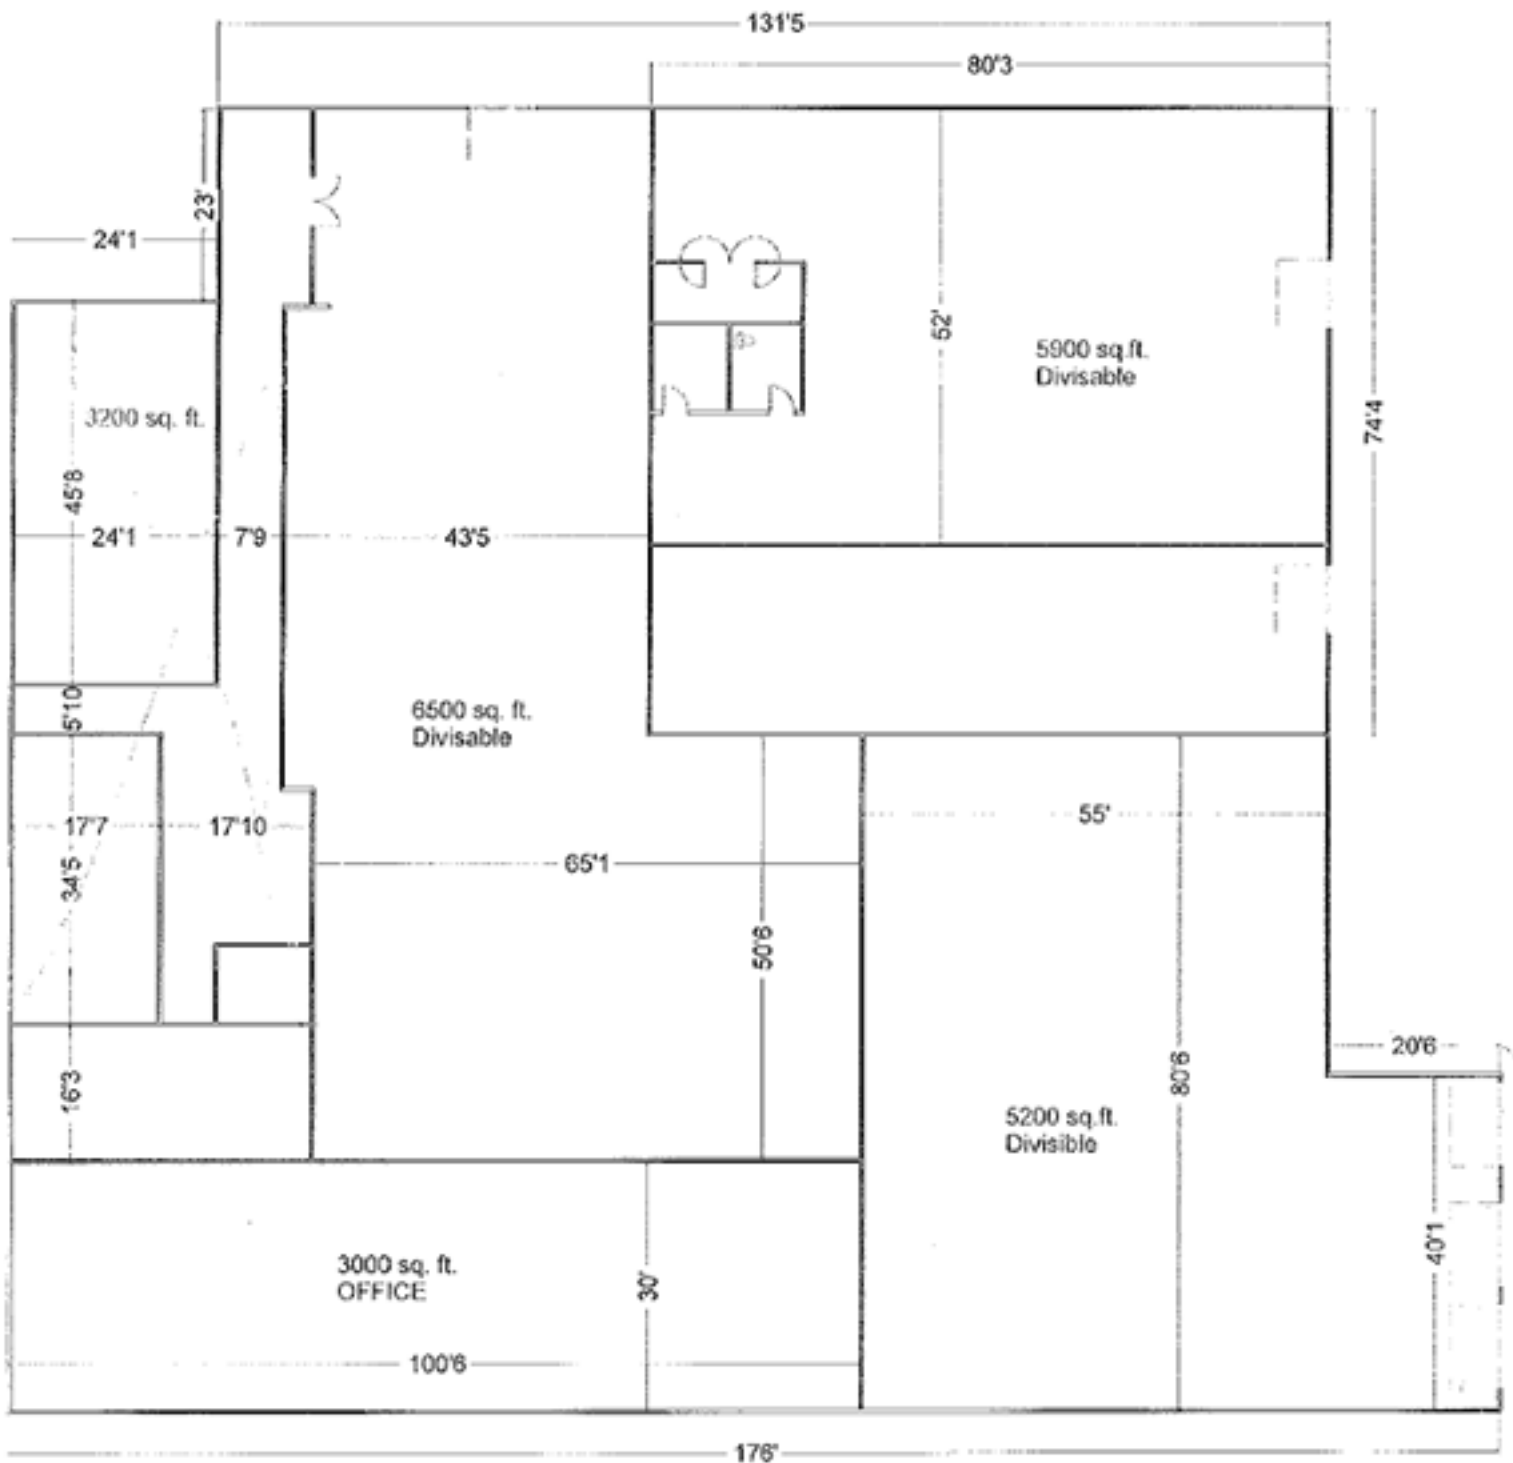 131'5
80'3
23'
24'1
52'
5900 sq.ft.
Divisable
74'4
3200 sq. ft.
45'8
24'1
7'9
43'5
5'10
6500 sq. ft.
Divisable
17'7
17'10
55'
65'1
34'5
50'6
20'6
80'6
16'3
5200 sq.ft.
Divisible
40'1
3000 sq. ft.
OFFICE
30'
100'6
176'